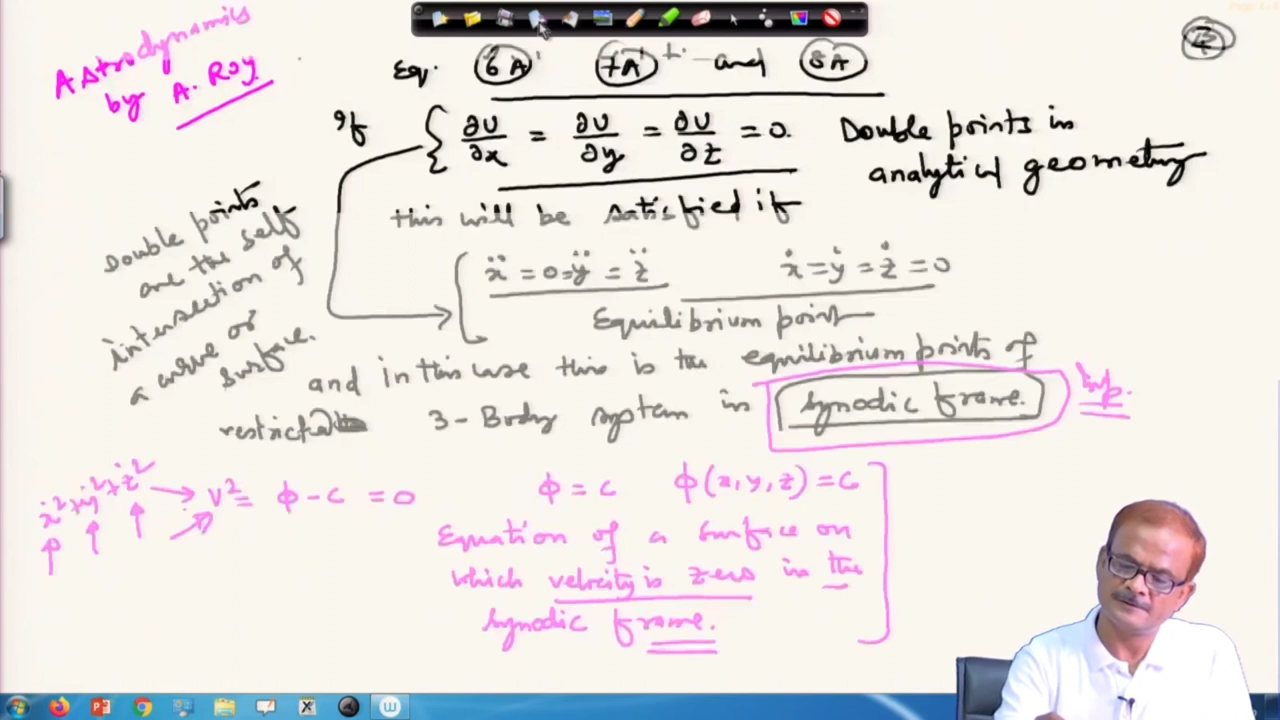 Astrodynamics
by A. Roy
Eq. 6A' 7A' and 8A
If { ∂U/∂x = ∂U/∂y = ∂U/∂z = 0. Double points in
analytical geometry
this will be satisfied if
ẍ = 0 = ÿ = z̈ ẋ = ẏ = ż = 0
Equilibrium point
Double points
are the self
intersection of
a curve or
surface.
and in this case this is the equilibrium points of
restricted 3-Body system in synodic frame. Imp.
ẋ² + ẏ² + ż² → V² = ϕ - c = 0
ϕ = c ϕ(x, y, z) = C
Equation of a surface on
which velocity is zero in the
synodic frame.